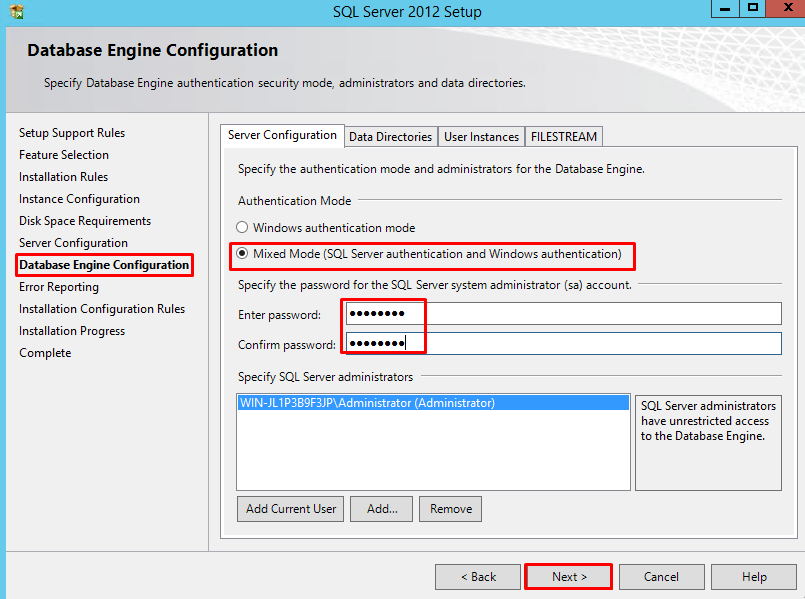 SQL Server 2012 Setup
Database Engine Configuration
Specify Database Engine authentication security mode, administrators and data directories.
Setup Support Rules
Feature Selection
Installation Rules
Instance Configuration
Disk Space Requirements
Server Configuration
Database Engine Configuration
Error Reporting
Installation Configuration Rules
Installation Progress
Complete
Server Configuration
Data Directories
User Instances
FILESTREAM
Specify the authentication mode and administrators for the Database Engine.
Authentication Mode
Windows authentication mode
Mixed Mode (SQL Server authentication and Windows authentication)
Specify the password for the SQL Server system administrator (sa) account.
Enter password: ●●●●●●●●
Confirm password: ●●●●●●●●
Specify SQL Server administrators
WIN-JL1P3B9F3JP\Administrator (Administrator)
SQL Server administrators
have unrestricted access
to the Database Engine.
Add Current User
Add...
Remove
< Back
Next >
Cancel
Help